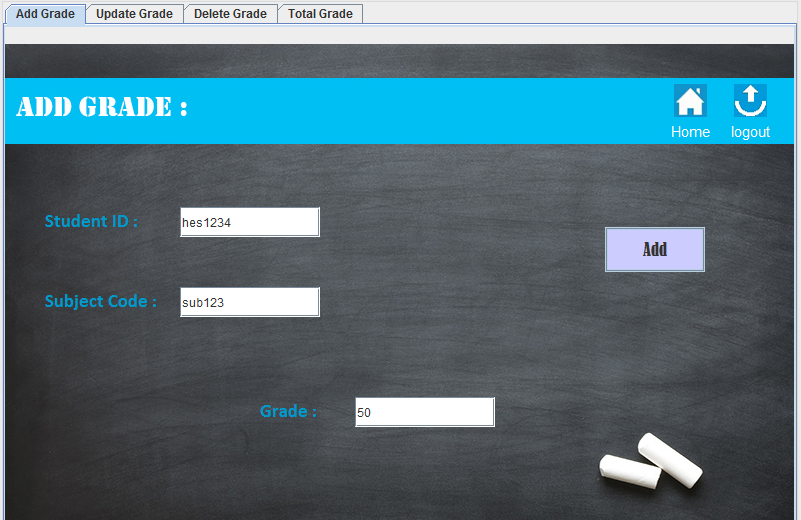 Add Grade Update Grade Delete Grade Total Grade
ADD GRADE :
Home logout
Student ID : hes1234
Add
Subject Code : sub123
Grade : 50